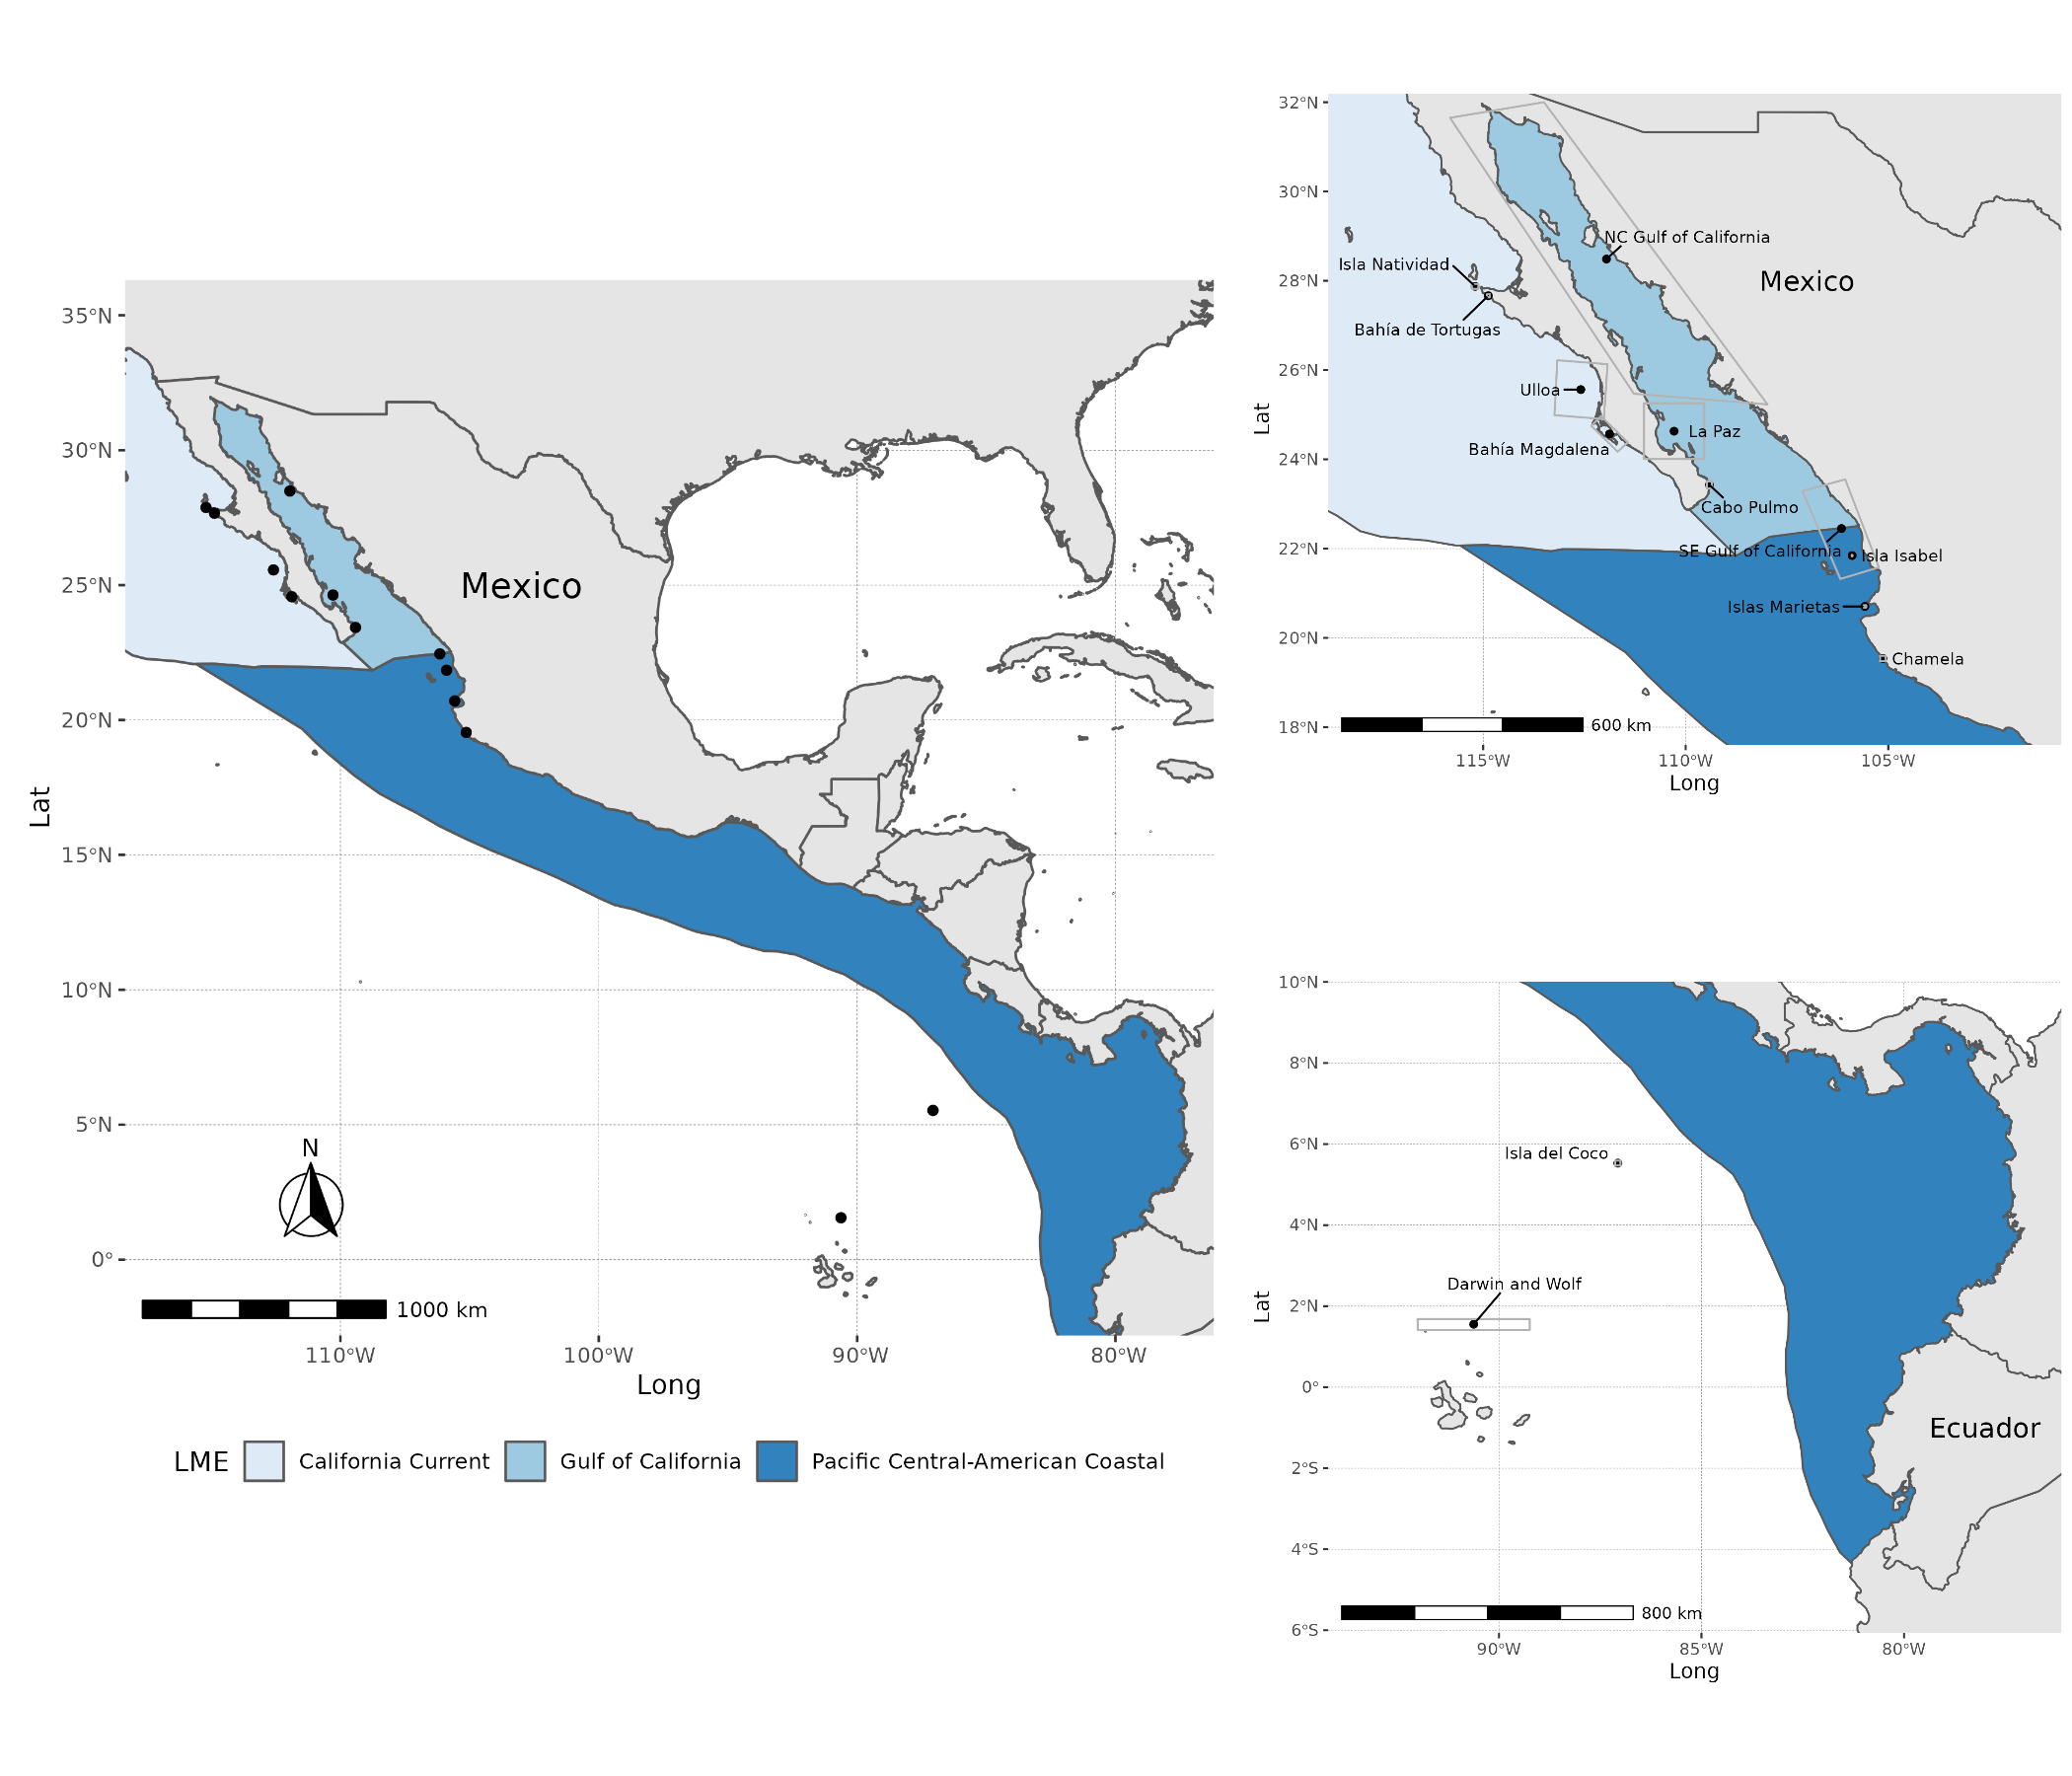 35°N
30°N
25°N
20°N
15°N
10°N
5°N
0°
Lat
Mexico
N
1000 km
110°W
100°W
90°W
80°W
Long
LME
California Current
Gulf of California
Pacific Central-American Coastal
32°N
30°N
28°N
26°N
24°N
22°N
20°N
18°N
Lat
NC Gulf of California
Mexico
Isla Natividad
Bahía de Tortugas
Ulloa
La Paz
Bahía Magdalena
Cabo Pulmo
SE Gulf of California
Isla Isabel
Islas Marietas
Chamela
600 km
115°W
110°W
105°W
Long
10°N
8°N
6°N
4°N
2°N
0°
2°S
4°S
6°S
Lat
Isla del Coco
Darwin and Wolf
Ecuador
800 km
90°W
85°W
80°W
Long